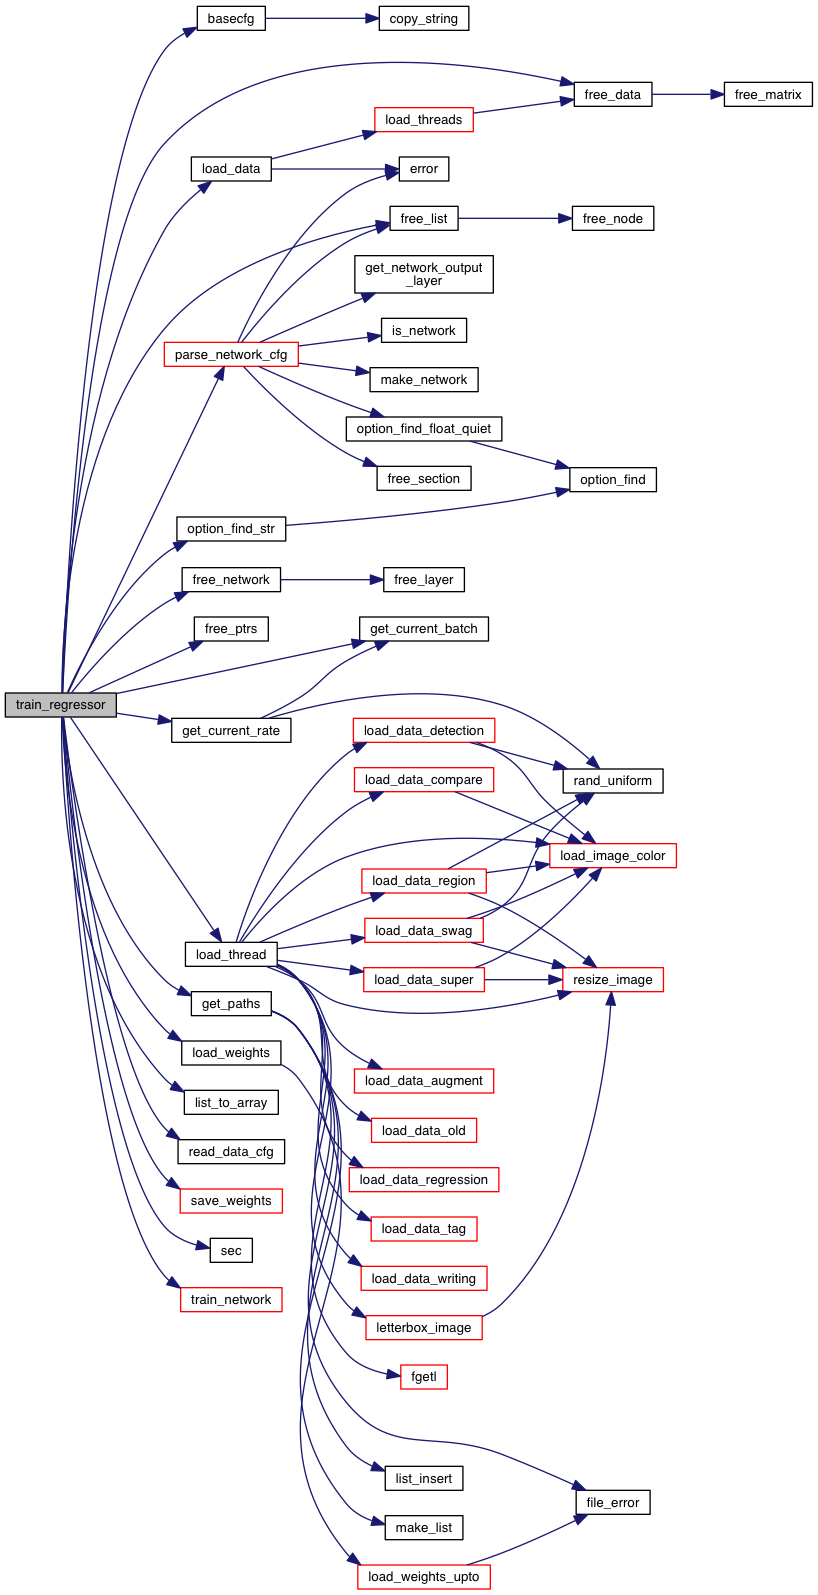 basecfg
copy_string
free_data
free_matrix
load_threads
load_data
error
free_list
free_node
get_network_output
_layer
is_network
parse_network_cfg
make_network
option_find_float_quiet
free_section
option_find
option_find_str
free_network
free_layer
free_ptrs
get_current_batch
train_regressor
get_current_rate
load_data_detection
rand_uniform
load_data_compare
load_image_color
load_data_region
load_data_swag
load_thread
load_data_super
resize_image
get_paths
load_weights
load_data_augment
list_to_array
load_data_old
read_data_cfg
load_data_regression
save_weights
load_data_tag
sec
load_data_writing
train_network
letterbox_image
fgetl
list_insert
file_error
make_list
load_weights_upto